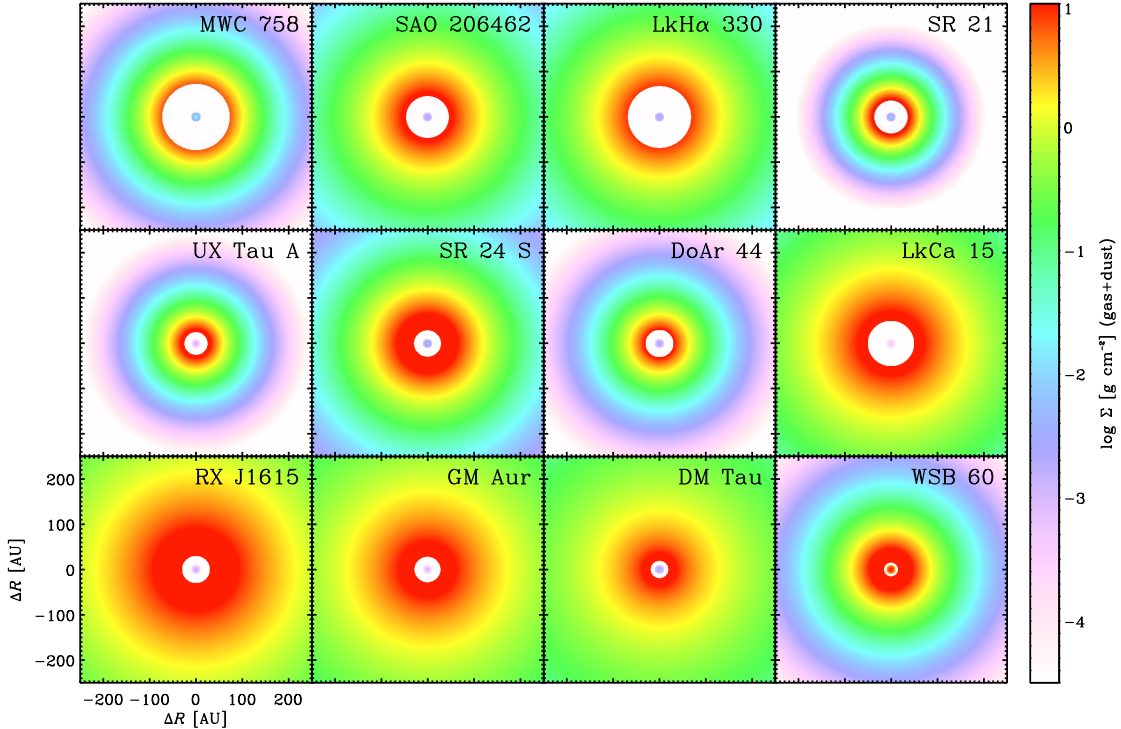 MWC 758
SAO 206462
LkHα 330
SR 21
UX Tau A
SR 24 S
DoAr 44
LkCa 15
RX J1615
GM Aur
DM Tau
WSB 60
200
100
0
−100
−200
ΔR [AU]
−200 −100 0 100 200
ΔR [AU]
1
0
−1
−2
−3
−4
log Σ [g cm⁻²] (gas+dust)